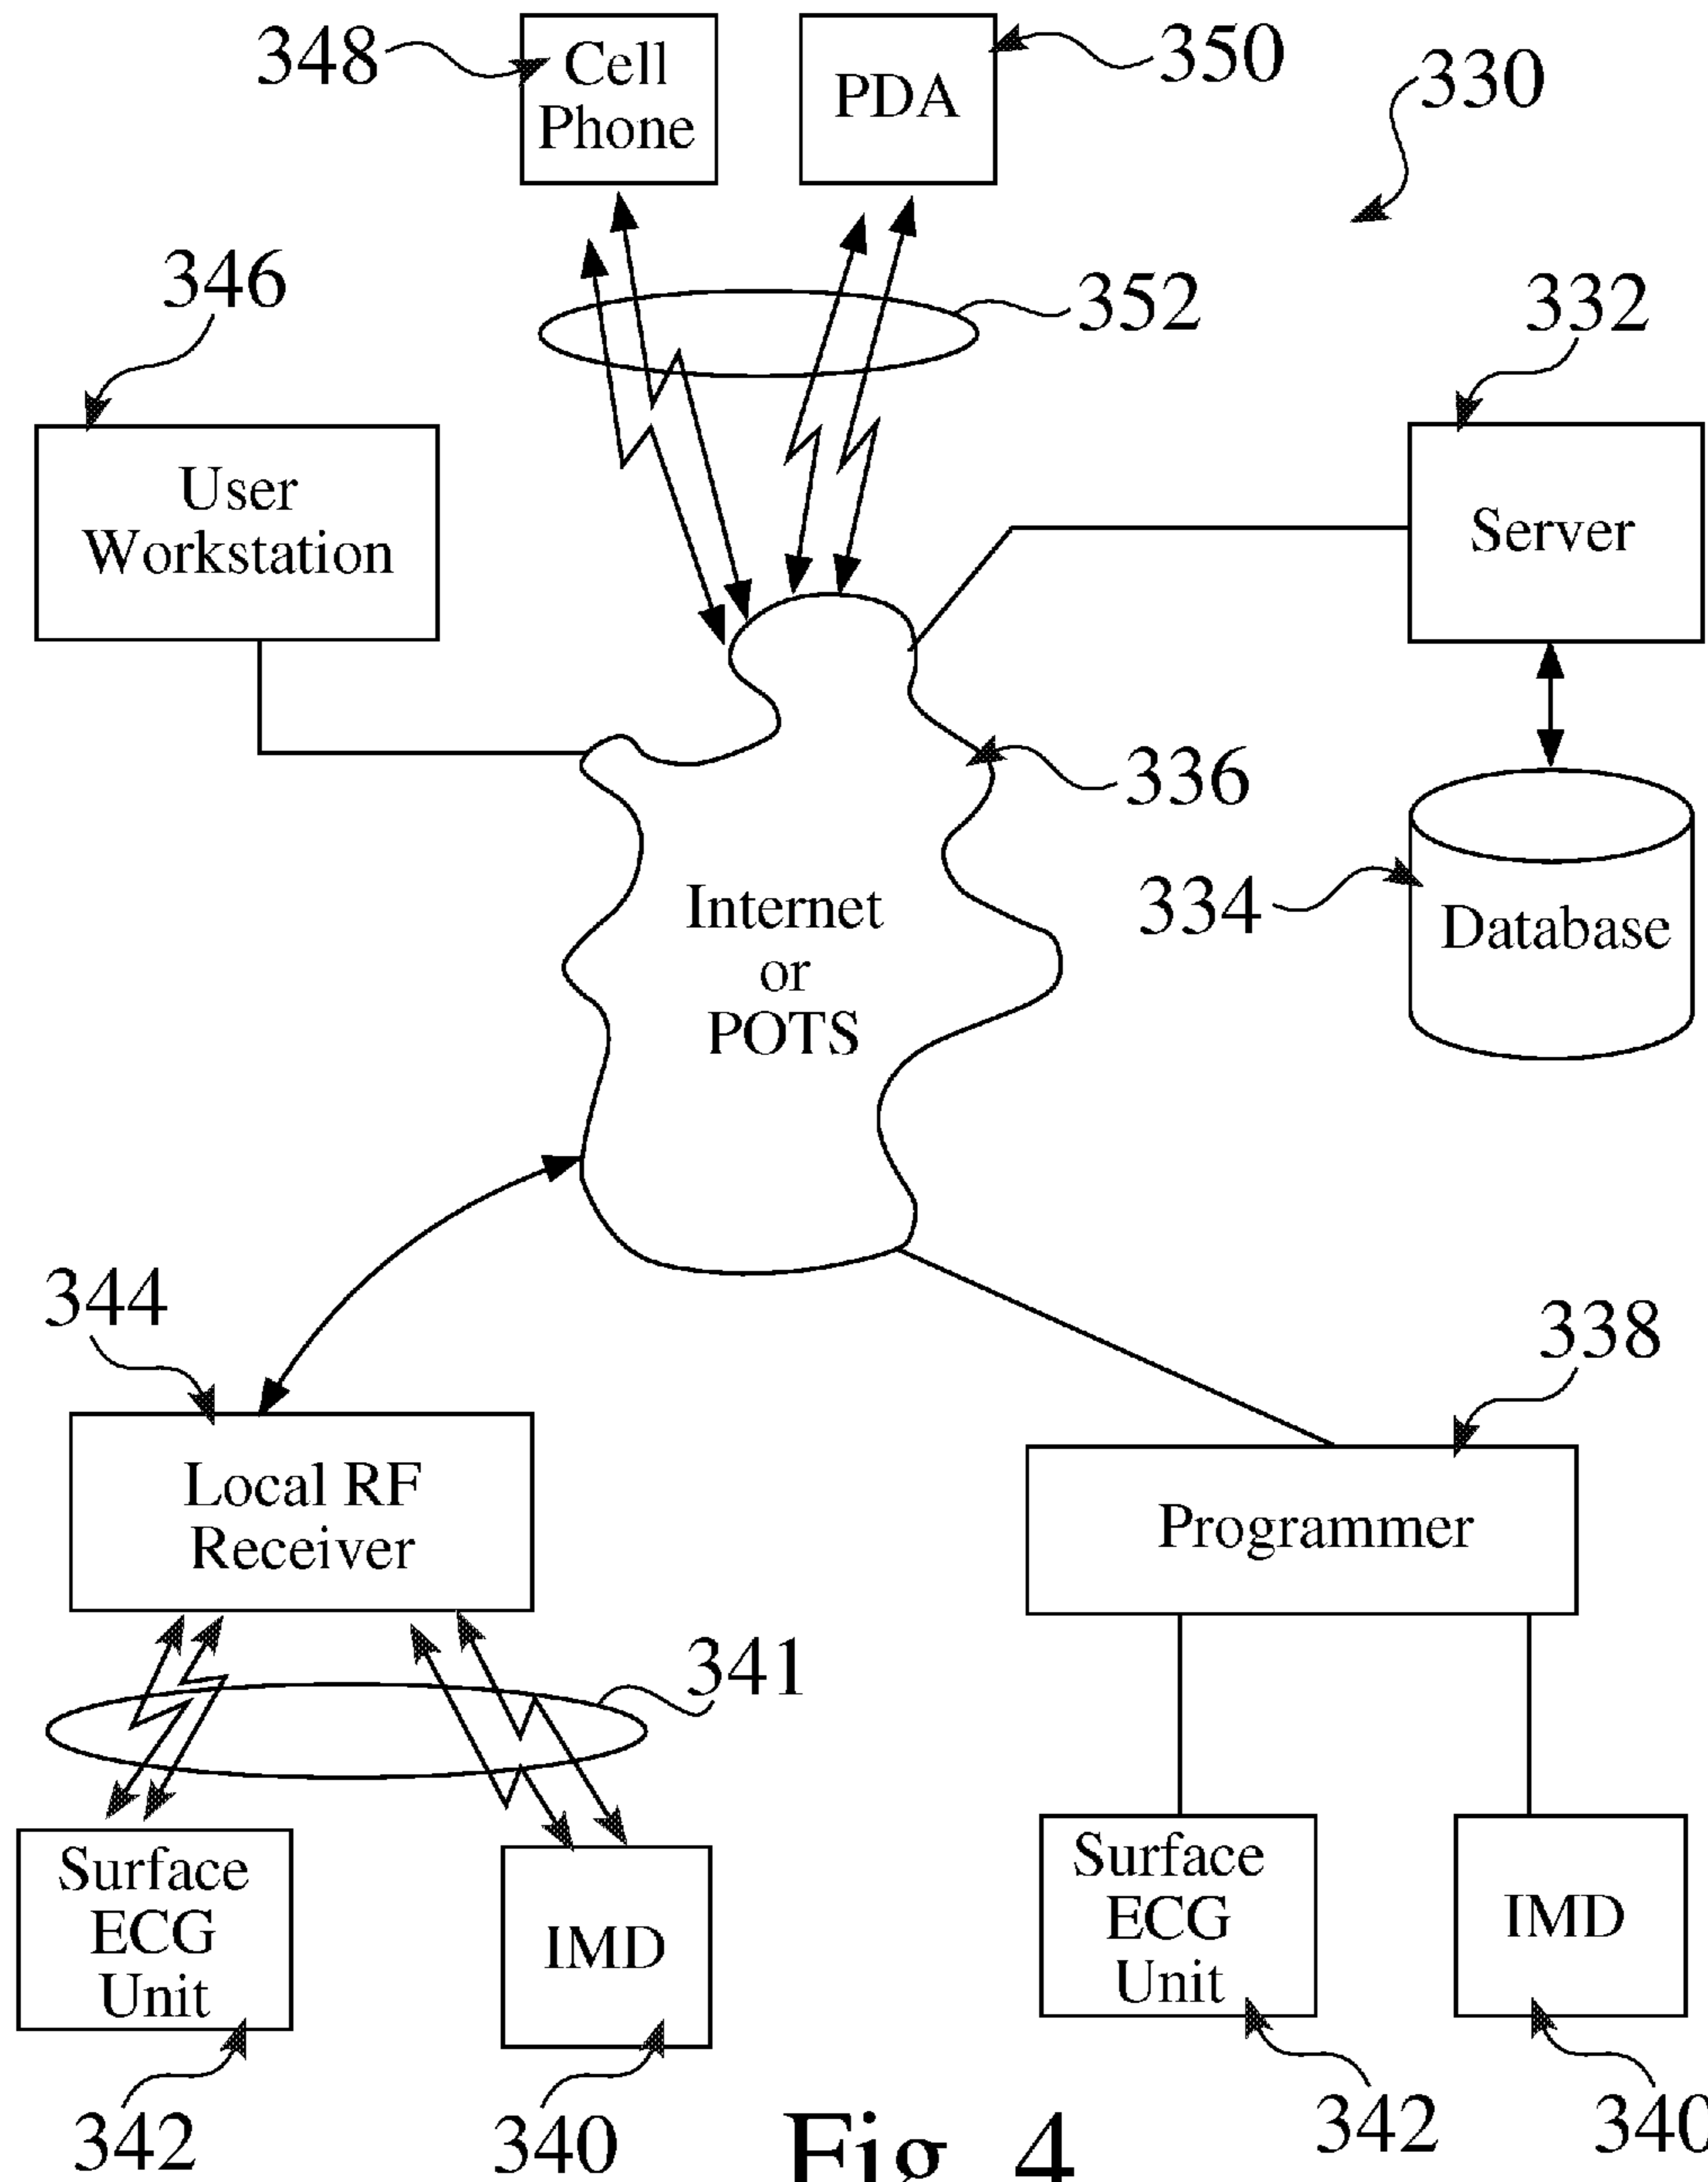 348
Cell
Phone
PDA
350
330
346
352
332
User
Workstation
Server
336
334
Database
Internet
or
POTS
344
338
Local RF
Receiver
Programmer
341
Surface
ECG
Unit
IMD
Surface
ECG
Unit
IMD
342
340
342
340
Fig. 4